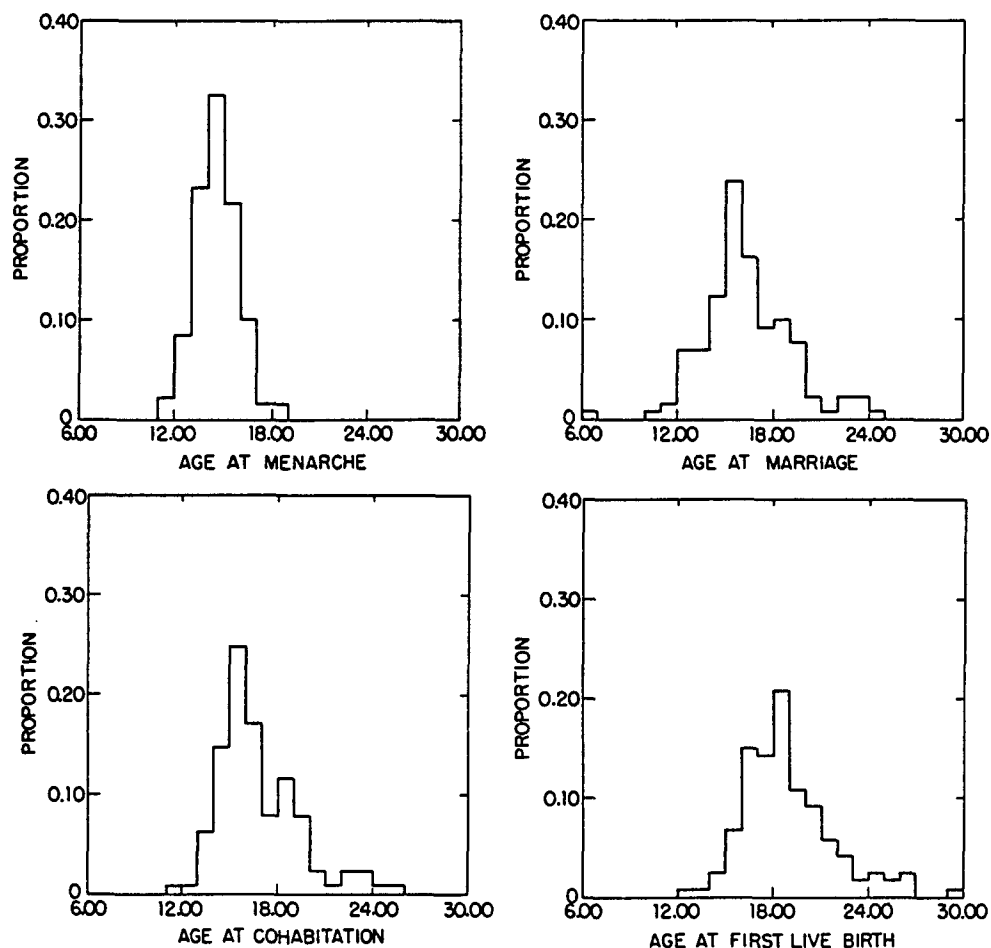 PROPORTION
0.40
0.30
0.20
0.10
0
6.00 12.00 18.00 24.00 30.00
AGE AT MENARCHE
PROPORTION
0.40
0.30
0.20
0.10
0
6.00 12.00 18.00 24.00 30.00
AGE AT MARRIAGE
PROPORTION
0.40
0.30
0.20
0.10
0
6.00 12.00 18.00 24.00 30.00
AGE AT COHABITATION
PROPORTION
0.40
0.30
0.20
0.10
0
6.00 12.00 18.00 24.00 30.00
AGE AT FIRST LIVE BIRTH